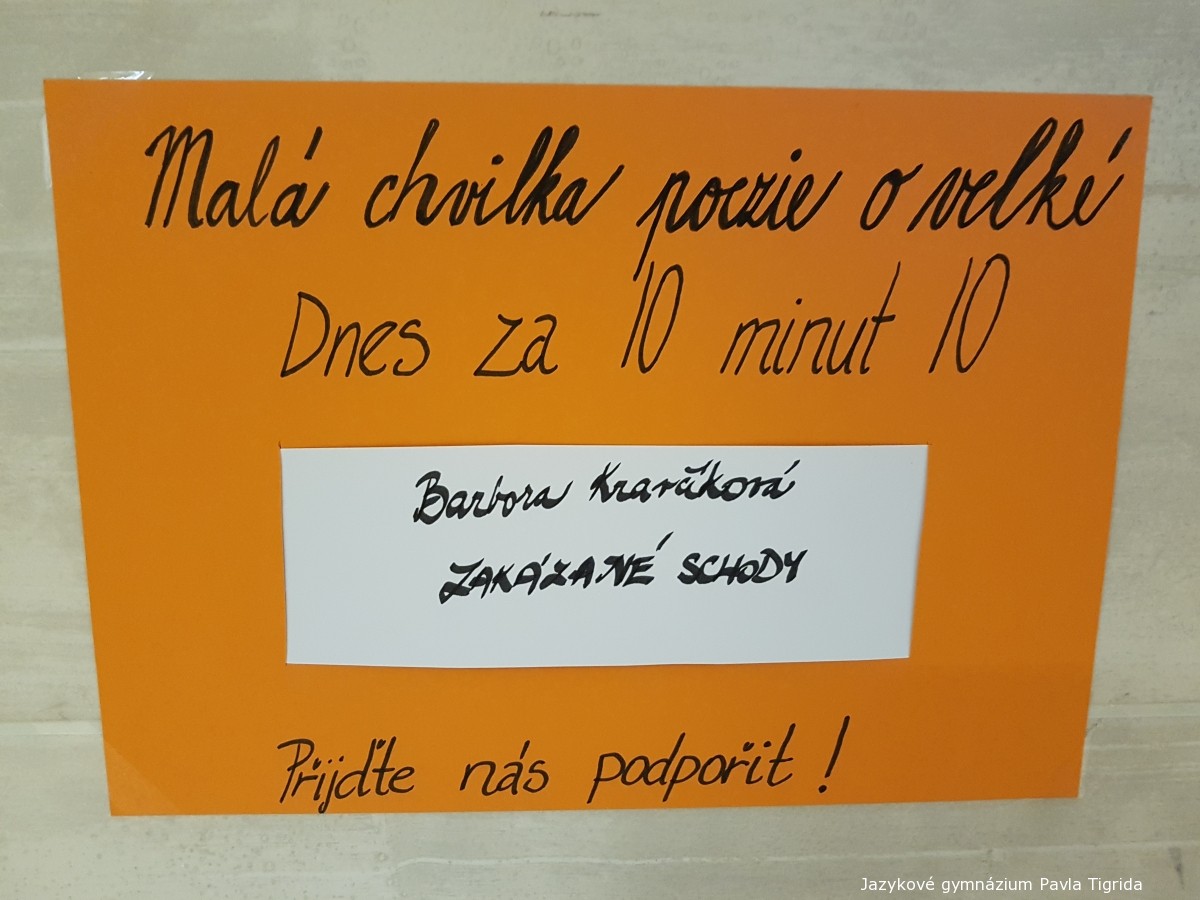 Malá chvilka poezie o velké
Dnes za 10 minut 10
Barbora Kravčíková
ZAKÁZANÉ SCHODY
Přijďte nás podpořit!
Jazykové gymnázium Pavla Tigrida